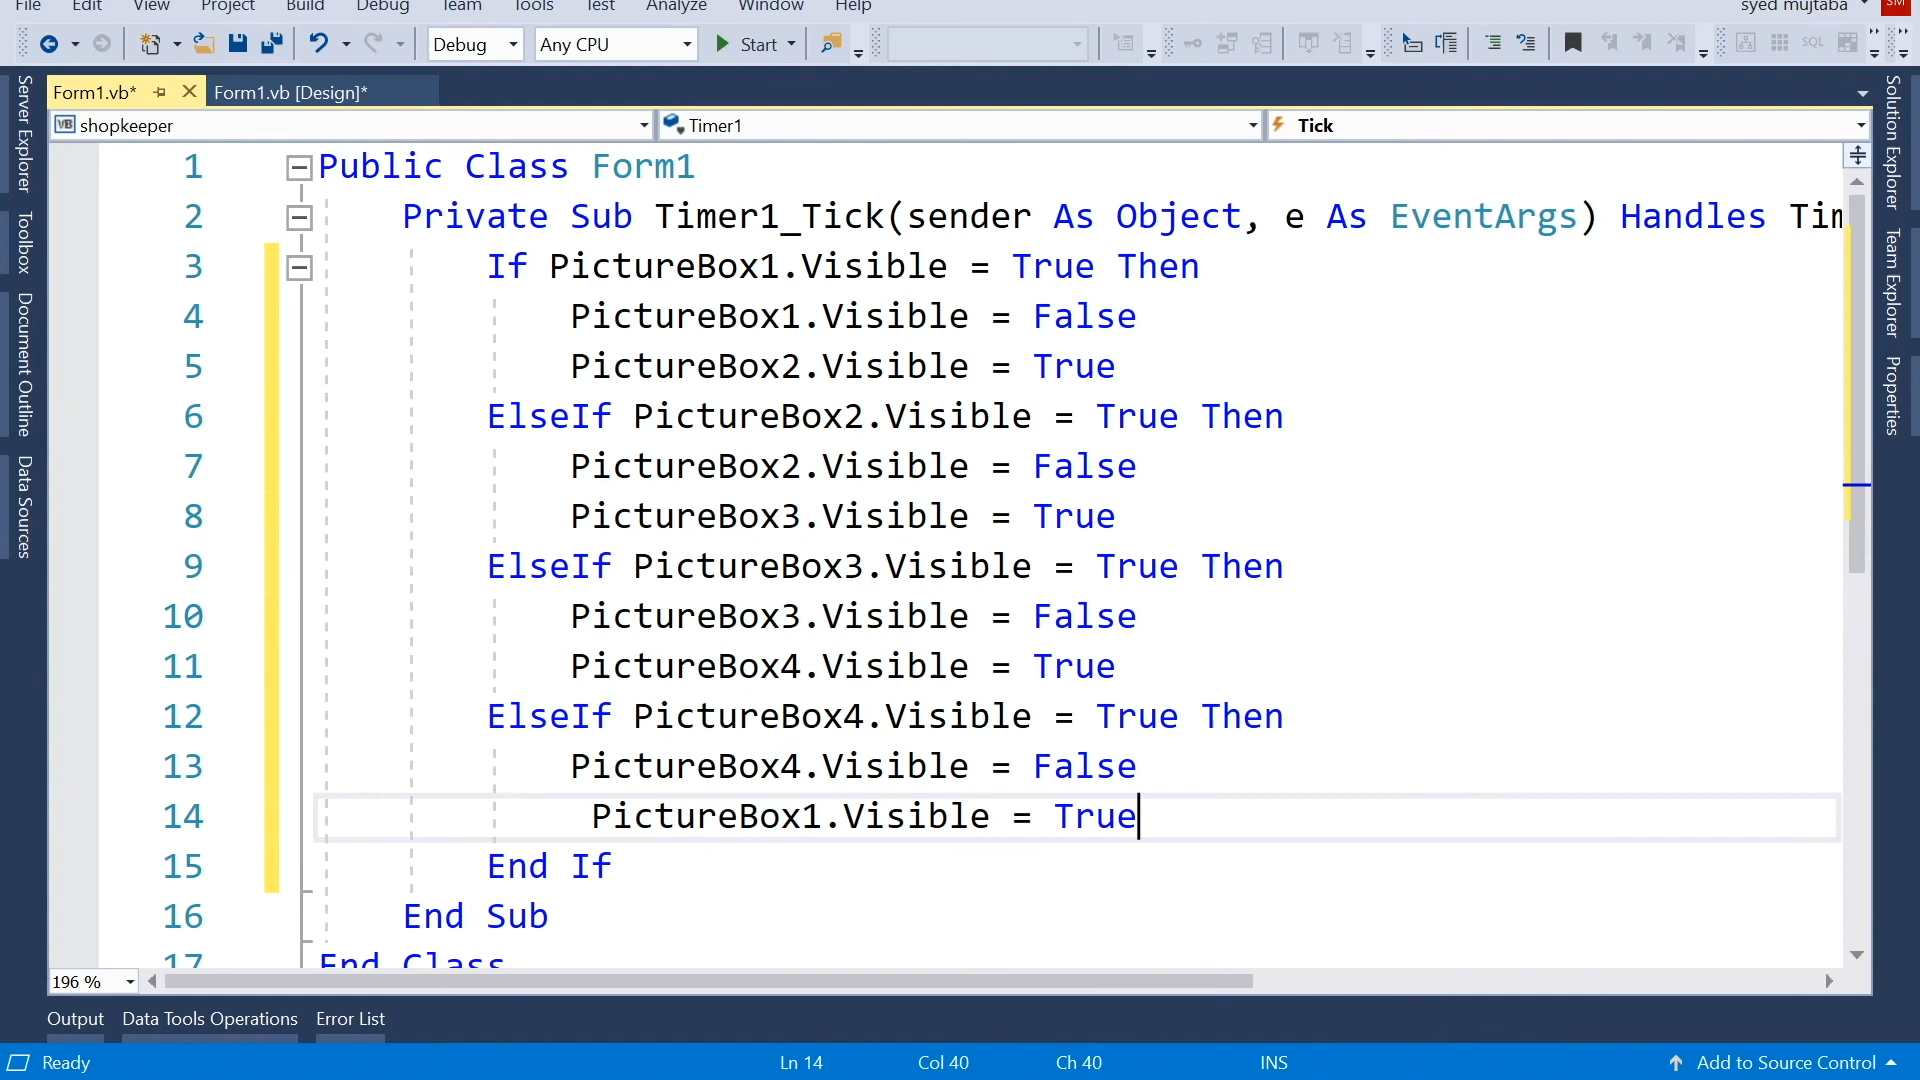 File Edit View Project Build Debug Team Tools Test Analyze Window Help syed mujtaba SM
Debug Any CPU Start SQL
Form1.vb* Form1.vb [Design]*
VB shopkeeper Timer1 Tick
1 Public Class Form1
2 Private Sub Timer1_Tick(sender As Object, e As EventArgs) Handles Tim
3 If PictureBox1.Visible = True Then
4 PictureBox1.Visible = False
5 PictureBox2.Visible = True
6 ElseIf PictureBox2.Visible = True Then
7 PictureBox2.Visible = False
8 PictureBox3.Visible = True
9 ElseIf PictureBox3.Visible = True Then
10 PictureBox3.Visible = False
11 PictureBox4.Visible = True
12 ElseIf PictureBox4.Visible = True Then
13 PictureBox4.Visible = False
14 PictureBox1.Visible = True
15 End If
16 End Sub
17 End Class
196 %
Server Explorer
Toolbox
Document Outline
Data Sources
Solution Explorer
Team Explorer
Properties
Output Data Tools Operations Error List
Ready Ln 14 Col 40 Ch 40 INS Add to Source Control